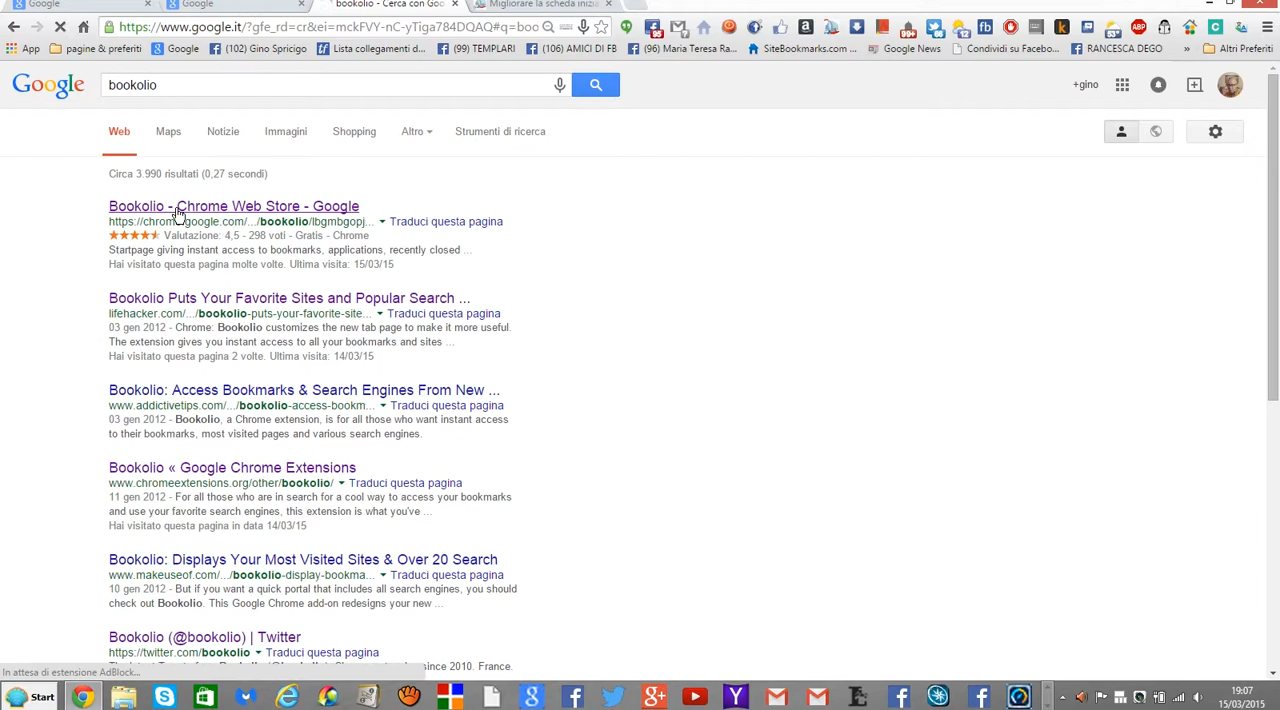 Google
Google
bookolio - Cerca con Goo
Migliorare la scheda inizia
https://www.google.it/?gfe_rd=cr&ei=mckFVY-nC-yTiga784DQAQ#q=boo
App
pagine & preferiti
Google
(102) Gino Spricigo
Lista collegamenti d...
(99) TEMPLARI
(106) AMICI DI FB
(96) Maria Teresa Ra...
SiteBookmarks.com -...
Google News
Condividi su Facebo...
RANCESCA DEGO
»
Altri Preferiti
Google
bookolio
+gino
Web
Maps
Notizie
Immagini
Shopping
Altro
Strumenti di ricerca
Circa 3.990 risultati (0,27 secondi)
Bookolio - Chrome Web Store - Google
https://chrome.google.com/.../bookolio/lbgmbgopj...
Traduci questa pagina
Valutazione: 4,5 - 298 voti - Gratis - Chrome
Startpage giving instant access to bookmarks, applications, recently closed ...
Hai visitato questa pagina molte volte. Ultima visita: 15/03/15
Bookolio Puts Your Favorite Sites and Popular Search ...
lifehacker.com/.../bookolio-puts-your-favorite-site...
Traduci questa pagina
03 gen 2012 - Chrome: Bookolio customizes the new tab page to make it more useful.
The extension gives you instant access to all your bookmarks and sites ...
Hai visitato questa pagina 2 volte. Ultima visita: 14/03/15
Bookolio: Access Bookmarks & Search Engines From New ...
www.addictivetips.com/.../bookolio-access-bookm...
Traduci questa pagina
03 gen 2012 - Bookolio, a Chrome extension, is for all those who want instant access
to their bookmarks, most visited pages and various search engines.
Bookolio « Google Chrome Extensions
www.chromeextensions.org/other/bookolio/
Traduci questa pagina
11 gen 2012 - For all those who are in search for a cool way to access your bookmarks
and use your favorite search engines, this extension is what you've ...
Hai visitato questa pagina in data 14/03/15
Bookolio: Displays Your Most Visited Sites & Over 20 Search
www.makeuseof.com/.../bookolio-display-bookma...
Traduci questa pagina
10 gen 2012 - But if you want a quick portal that includes all search engines, you should
check out Bookolio. This Google Chrome add-on redesigns your new ...
Bookolio (@bookolio) | Twitter
https://twitter.com/bookolio
Traduci questa pagina
since 2010. France.
In attesa di estensione AdBlock...
Start
19:07
15/03/2015